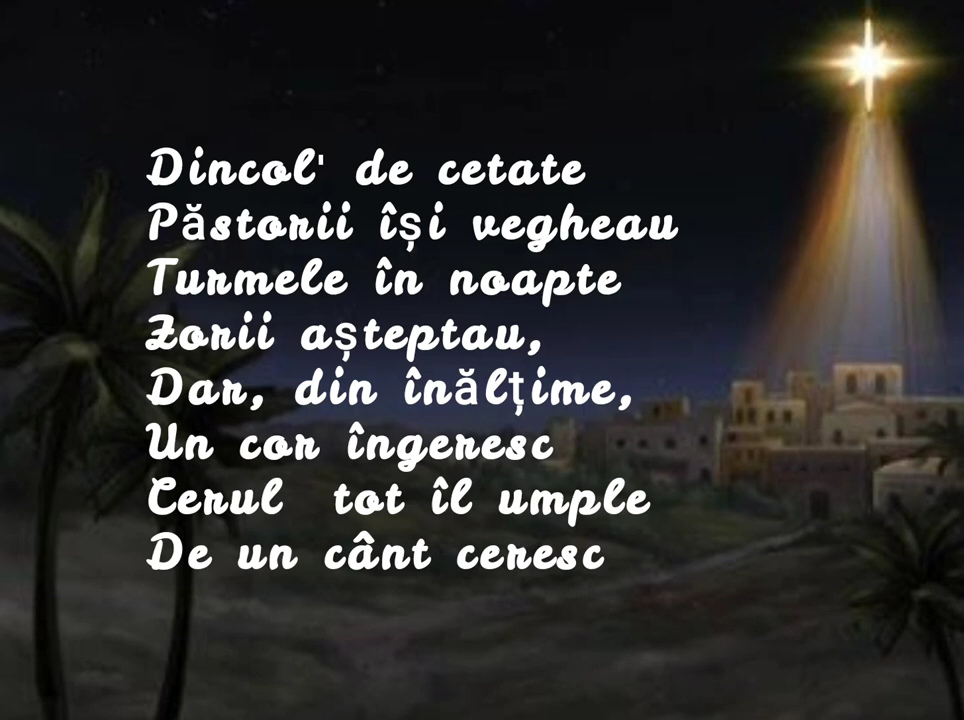 Dincol' de cetate
Păstorii își vegheau
Turmele în noapte
Zorii așteptau,
Dar, din înălțime,
Un cor îngeresc
Cerul tot îl umple
De un cânt ceresc